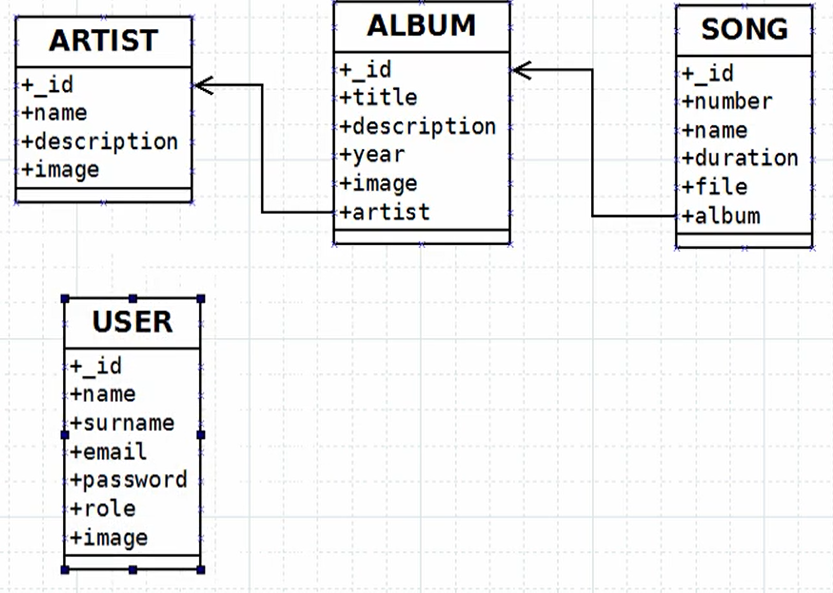 ARTIST
+_id
+name
+description
+image
ALBUM
+_id
+title
+description
+year
+image
+artist
SONG
+_id
+number
+name
+duration
+file
+album
USER
+_id
+name
+surname
+email
+password
+role
+image